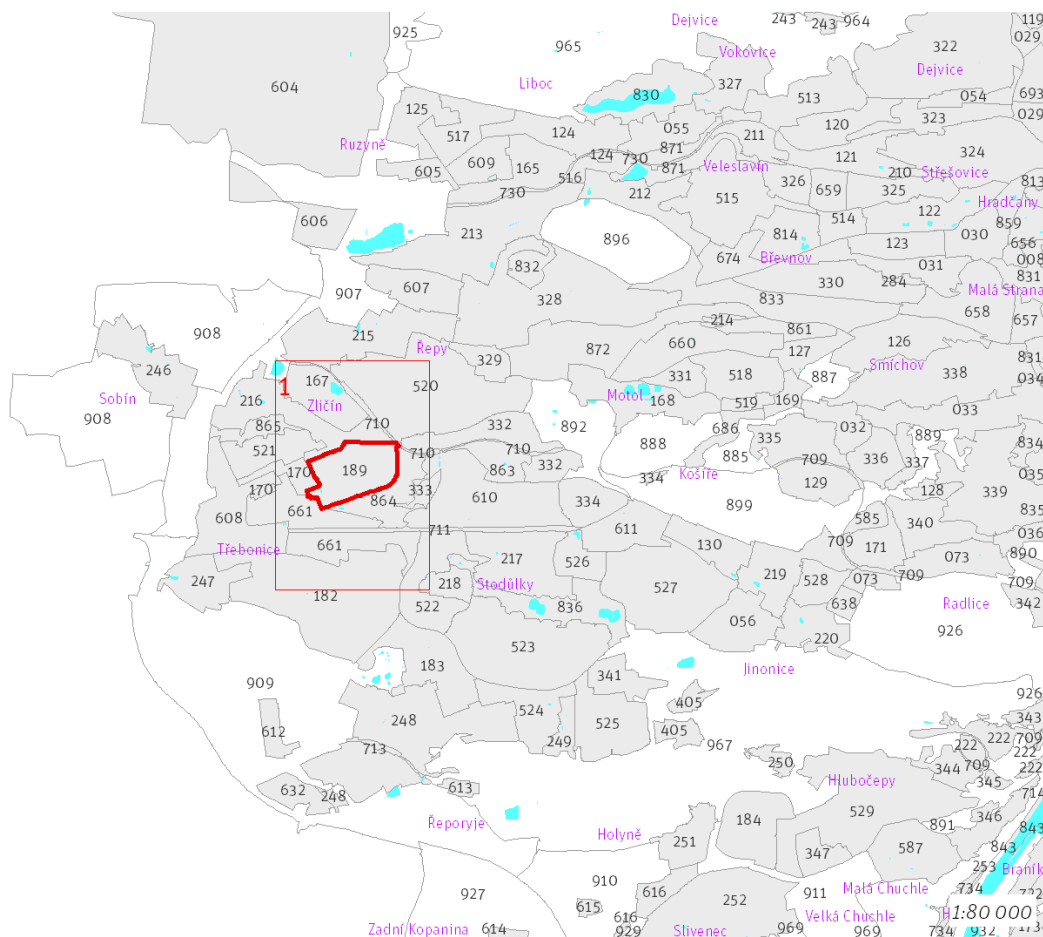 Dejvice 243 243 964 119
925 965 322 029
Vokovice
Dejvice
604 Liboc 327
830 513 054 693
125 323 029
517 124 055 211 120
Ruzyně 871 324
609 124 730 121
605 165 871 Veleslavín 210 Střešovice
516 326 659 325 813
730 212 515
606 Hradčany
514 122 859
213 896 814 030 656
123
832 674 Břevnov 031 008
607 330 284 831
907 328 833 Malá Strana
658 657
908 215 214 861
660 126
246 Řepy 872 127 831
329 Smíchov
167 331 518 887 338 034
1 520
Sobín 216 Zličín Motol 168 519 169
908 033
865 710 332 892 686 032 889 834
521 710 888 335
710 885 336 337
170 189 863 332 334 Košíře 709 035
170 333 129 128 339
864 610 899
661 334 835
608 585 340
711 611 709 036
Třebonice 661 130 171 890
217 526 073
247 218 219 528 073 709 709
182 Stodůlky 527
522 836 638 Radlice 342
056
220 926
523
183 341 Jinonice
909 926
405
612 248 524 525 405 343
249 967 222 222 709
713 222
250 344 709 222
632 248 613 Hlubočepy 345
714
529 346
Řeporyje Holyně 184 891 843
251 347 587 843
253 Braník
910 Malá Chuchle
927 616 252 911 734
615 1:80 000
616 Velká Chuchle
Zadní Kopanina 614 929 Slivenec 969 969 734 932 173